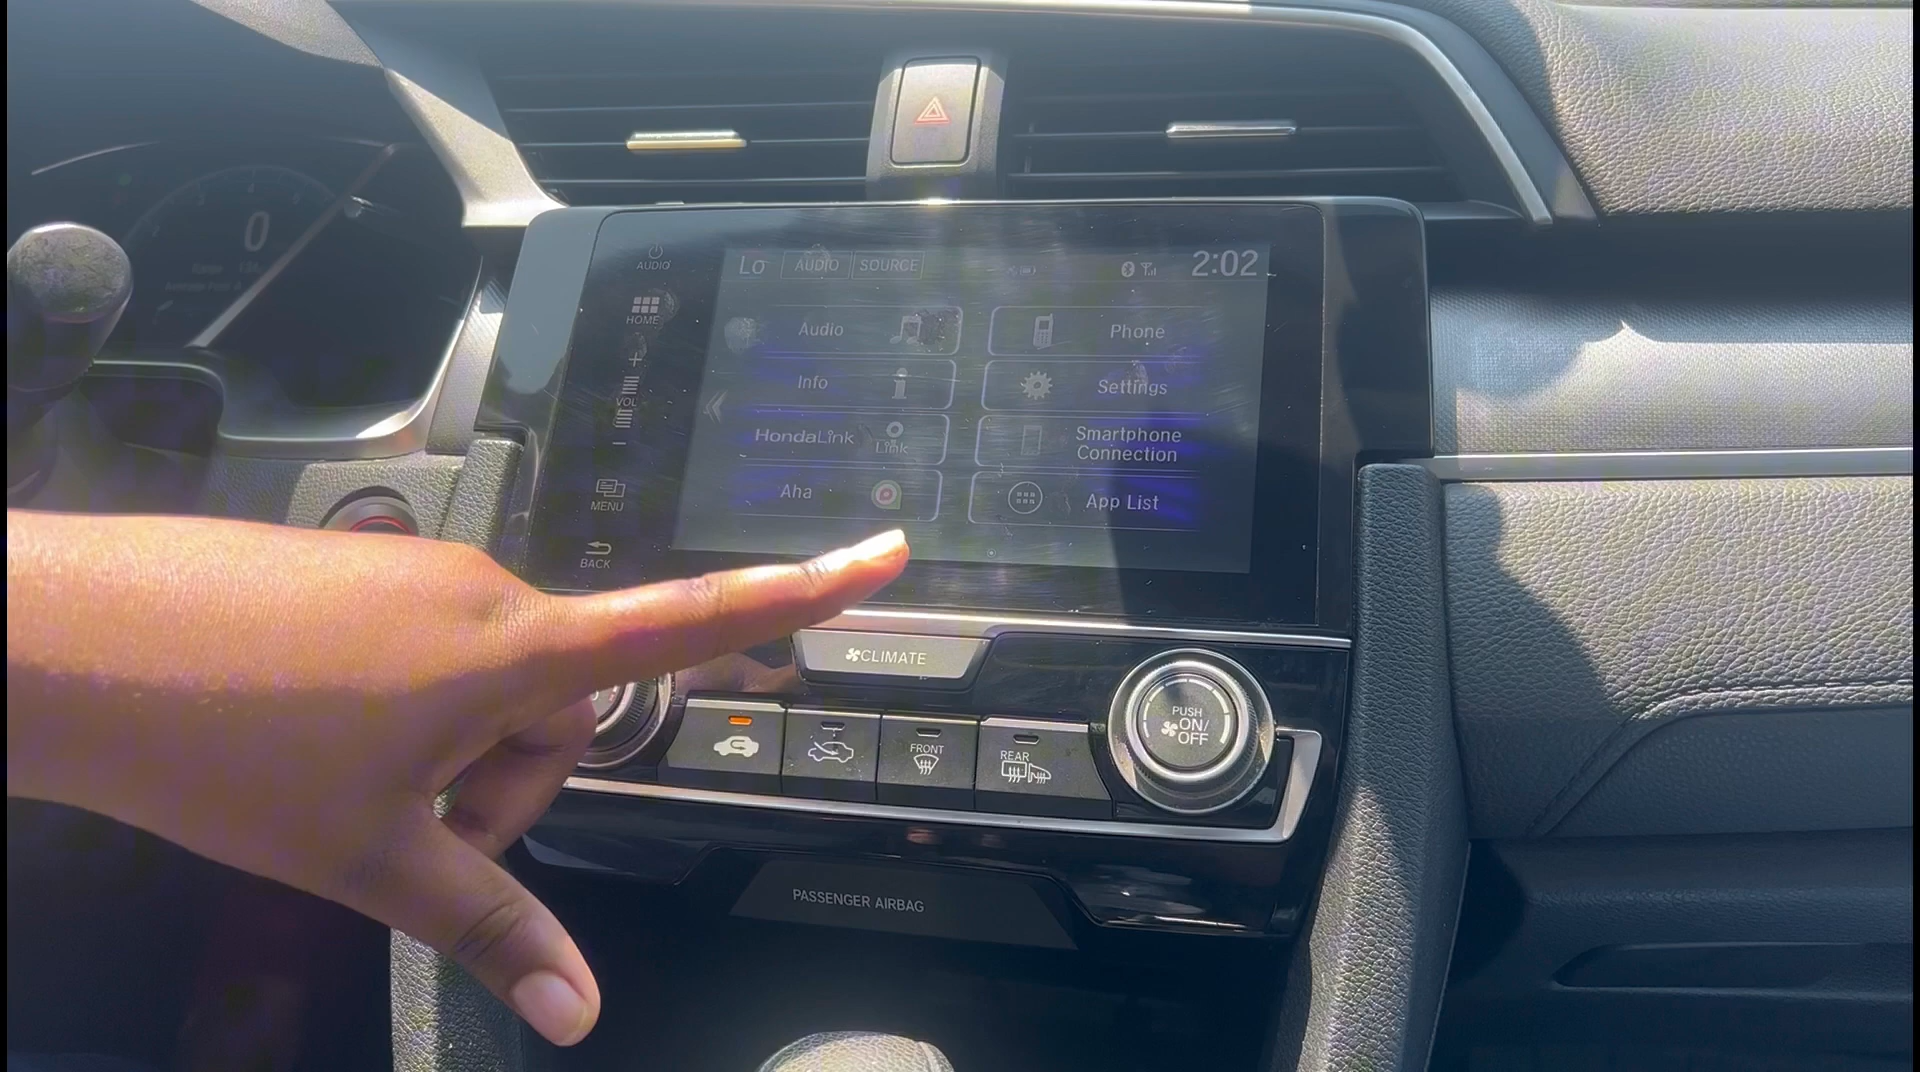 0
AUDIO
Lo
AUDIO
SOURCE
2:02
HOME
Audio
Phone
Info
Settings
VOL
HondaLink
Link
Smartphone
Connection
MENU
Aha
App List
BACK
CLIMATE
PUSH
ON/
OFF
FRONT
REAR
PASSENGER AIRBAG